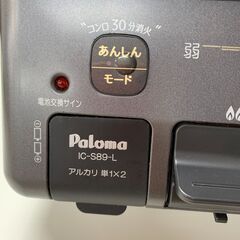 "コンロ30分消火"
あんしん
モード
電池交換サイン
Paloma
IC-S89-L
アルカリ 単1×2